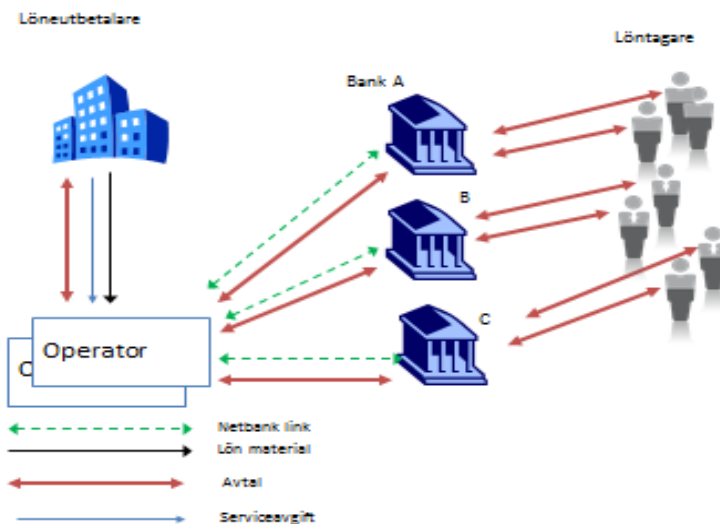 Löneutbetalare
Löntagare
Bank A
B
C
Operator
Netbank link
Lön material
Avtal
Serviceavgift